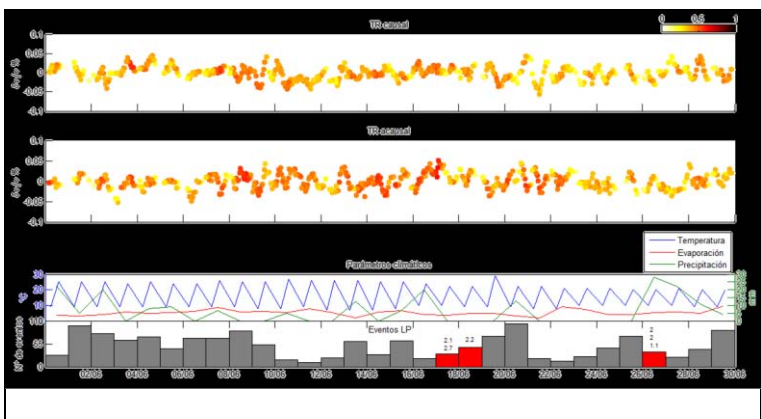 TR causal
0 0.5 1
0.1
0.05
0
-0.05
-0.1
δv/v %
TR acausal
0.1
0.05
0
-0.05
-0.1
δv/v %
Temperatura
Evaporación
Precipitación
Parámetros climáticos
30
20
10
°C
mm
Eventos LP
100
50
0
Nº de eventos
2.1
2.7
2.2
2
2
1.1
02/06 04/06 06/06 08/06 10/06 12/06 14/06 16/06 18/06 20/06 22/06 24/06 26/06 28/06 30/06